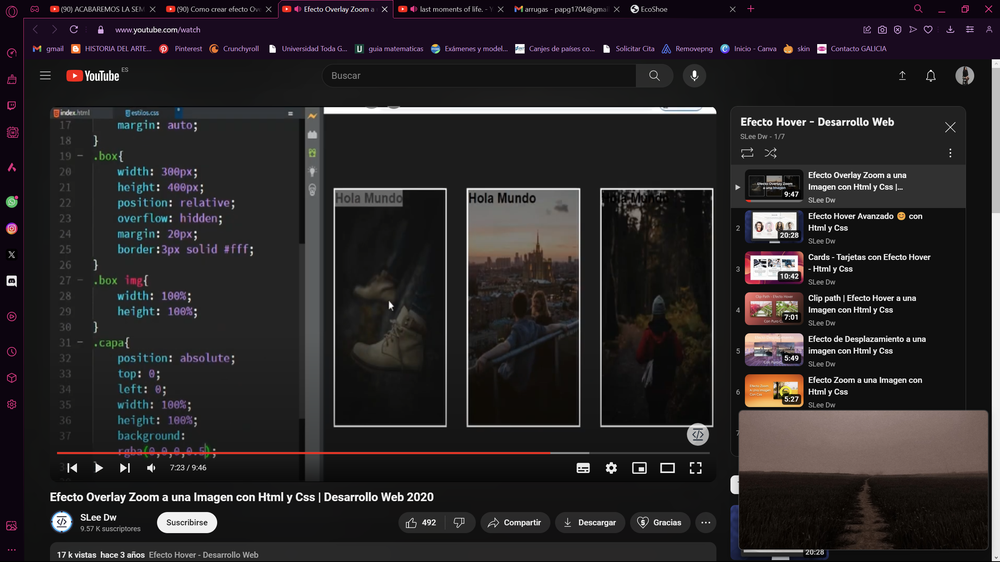 (90) ACABAREMOS LA SEM
(90) Como crear efecto Ove
Efecto Overlay Zoom a
last moments of life. - Y
arrugas - papg1704@gmail
EcoShoe
www.youtube.com/watch
gmail
HISTORIA DEL ARTE...
Pinterest
Crunchyroll
Universidad Toda G...
guia matematicas
Exámenes y model...
Canjes de países co...
Solicitar Cita
Removepng
Inicio - Canva
skin
Contacto GALICIA
YouTube ES
Buscar
index.html
estilos.css
17 margin: auto;
18 }
19 .box{
20 width: 300px;
21 height: 400px;
22 position: relative;
23 overflow: hidden;
24 margin: 20px;
25 border:3px solid #fff;
26 }
27 .box img{
28 width: 100%;
29 height: 100%;
30 }
31 .capa{
32 position: absolute;
33 top: 0;
34 left: 0;
35 width: 100%;
36 height: 100%;
37 background:
rgba(0,0,0,0.5);
Hola Mundo
Hola Mundo
Hola Mundo
7:23 / 9:46
Efecto Overlay Zoom a una Imagen con Html y Css | Desarrollo Web 2020
SLee Dw
9.57 K suscriptores
Suscribirse
492
Compartir
Descargar
Gracias
17 k vistas hace 3 años Efecto Hover - Desarrollo Web
Efecto Hover - Desarrollo Web
SLee Dw - 1/7
Efecto Overlay Zoom
a una Imagen
9:47
Efecto Overlay Zoom a una
Imagen con Html y Css |...
SLee Dw
2
20:28
Efecto Hover Avanzado 😊 con
Html y Css
SLee Dw
3
10:42
Cards - Tarjetas con Efecto Hover
- Html y Css
SLee Dw
4
Clip-Path - Efecto Hover
7:01
Con Puro C
Clip path | Efecto Hover a una
Imagen con Html y Css
SLee Dw
5
Efecto Desplazamiento
5:49
Con Puro C
Efecto de Desplazamiento a una
imagen con Html y Css
SLee Dw
6
Efecto Zoom
A Una Imagen
Con Css
5:27
Efecto Zoom a una Imagen con
Html y Css
SLee Dw
7
20:28